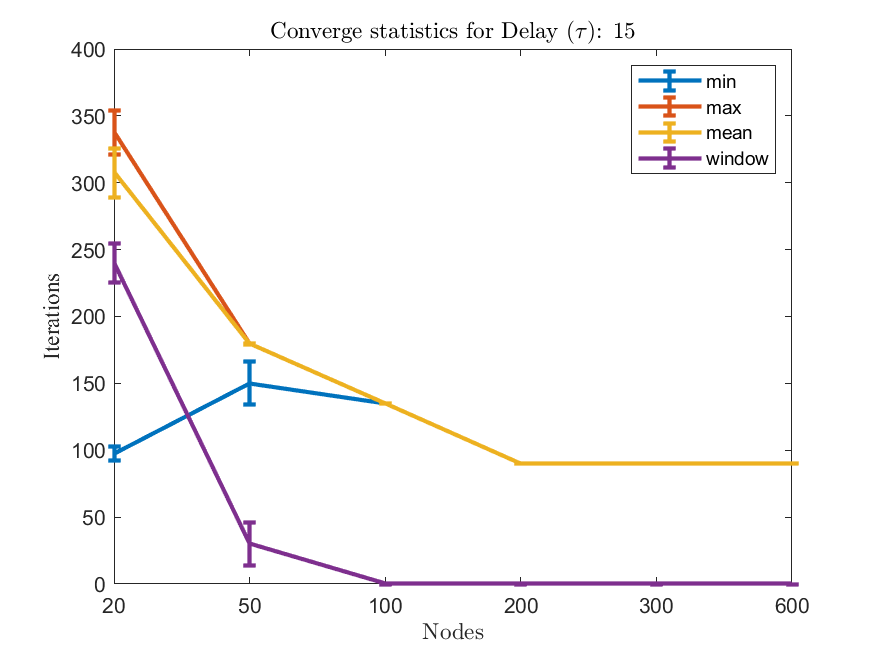 Converge statistics for Delay (τ): 15
400
350
300
250
200
150
100
50
0
Iterations
min
max
mean
window
20 50 100 200 300 600
Nodes